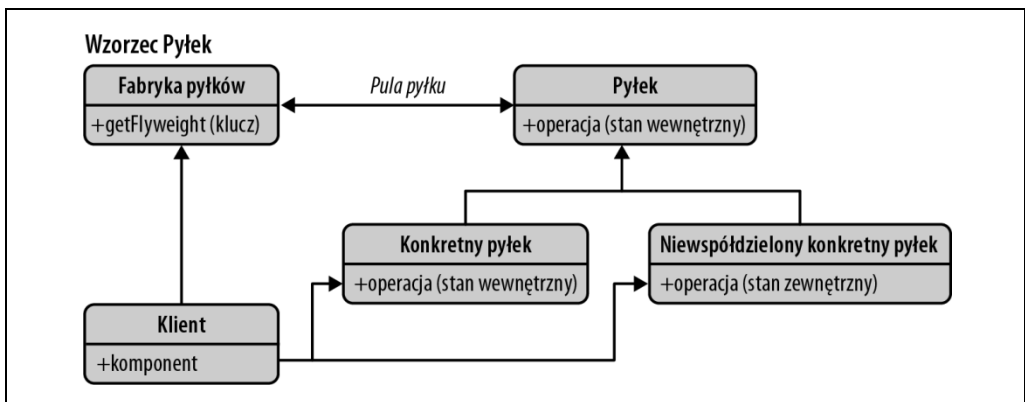 Wzorzec Pyłek
Fabryka pyłków
+getFlyweight (klucz)
Pula pyłku
Pyłek
+operacja (stan wewnętrzny)
Konkretny pyłek
+operacja (stan wewnętrzny)
Niewspółdzielony konkretny pyłek
+operacja (stan zewnętrzny)
Klient
+komponent